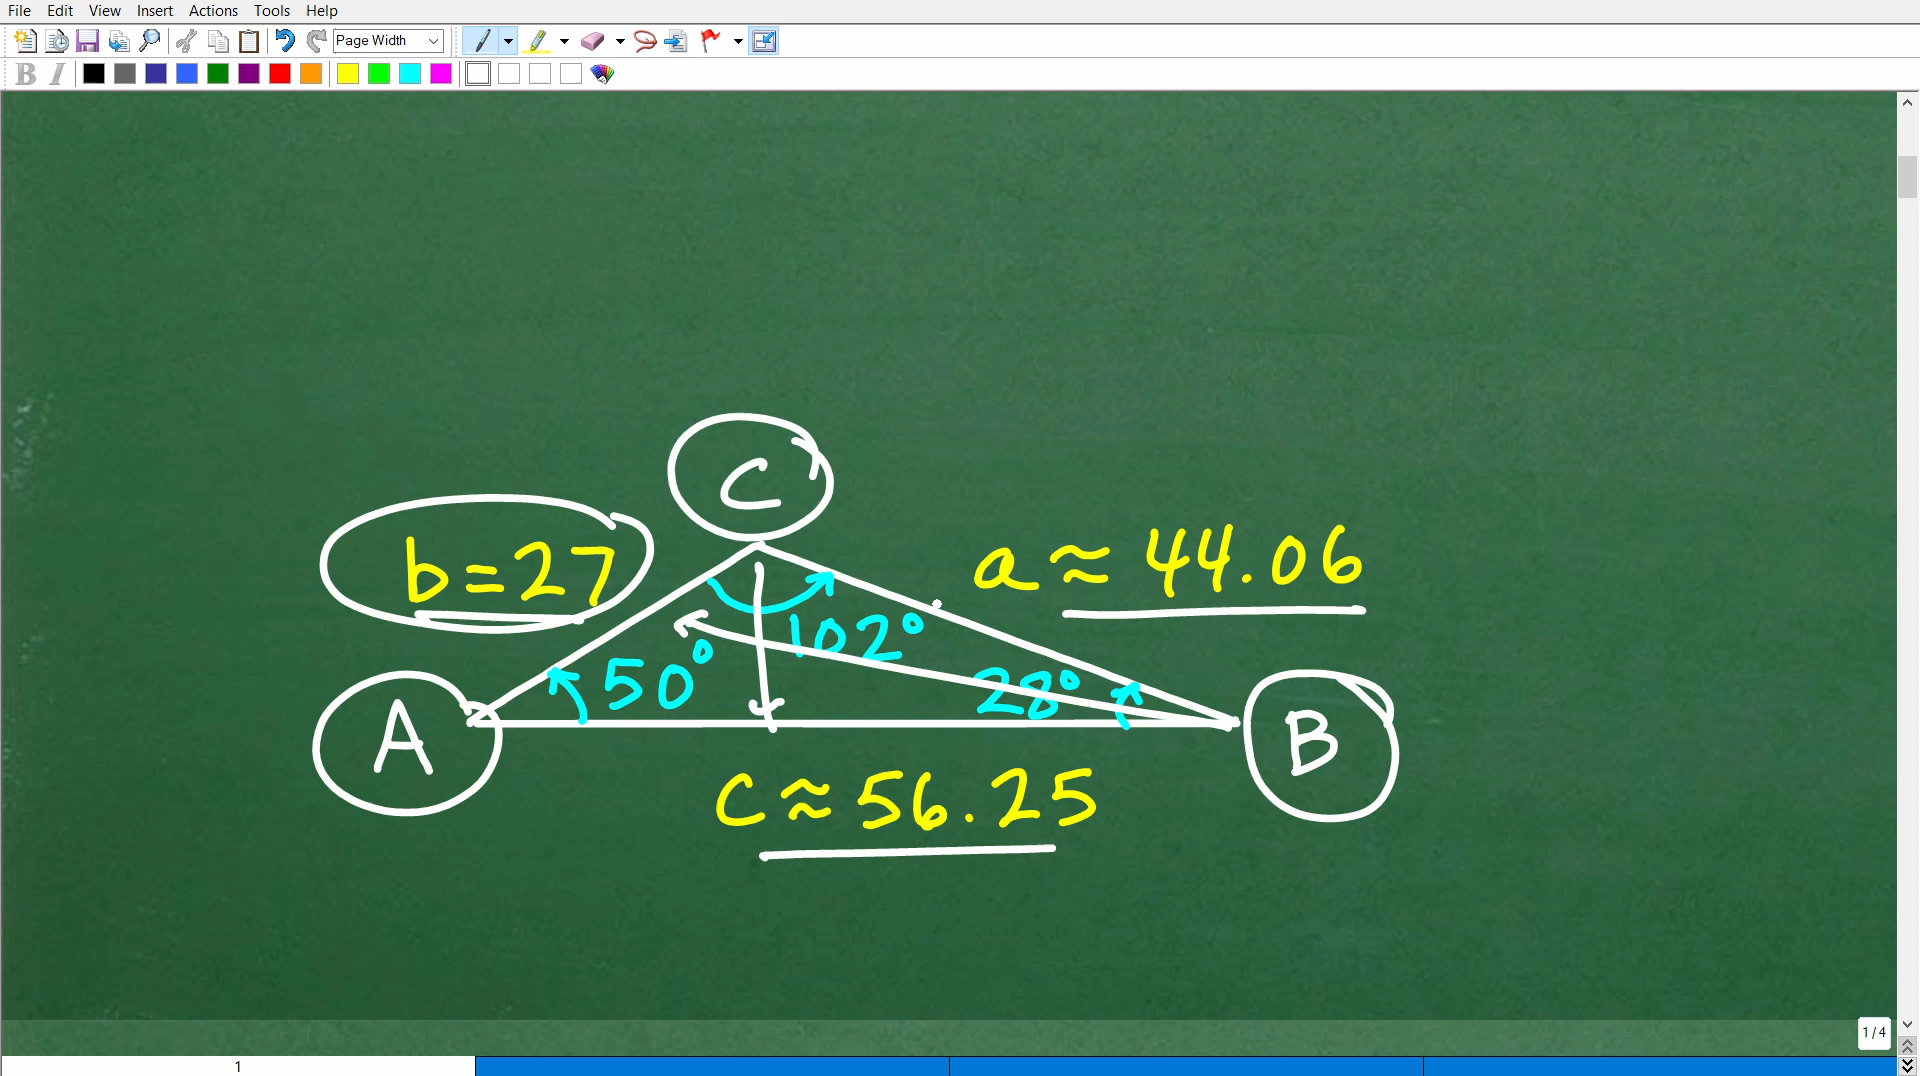 File Edit View Insert Actions Tools Help
Page Width
B I
C
b=27
a≈44.06
102°
50°
28°
A
B
c≈56.25
1/4
1